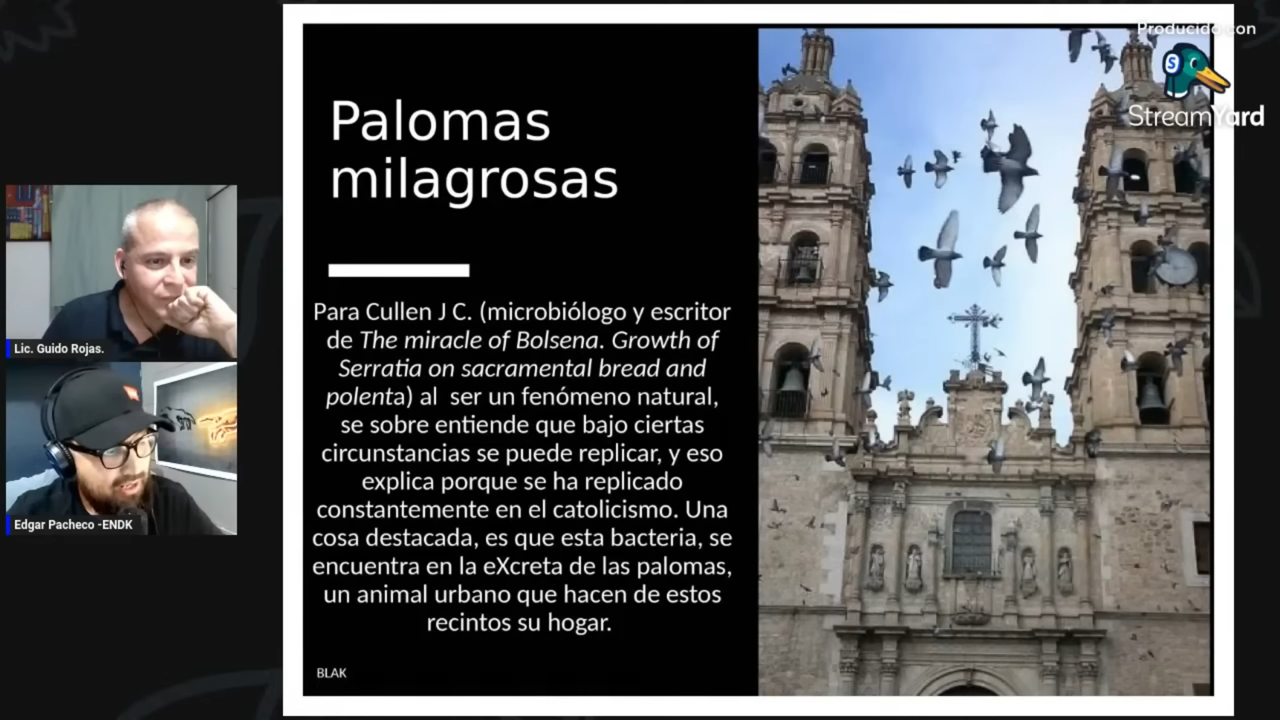 Producido con
StreamYard
Palomas
milagrosas
Para Cullen J C. (microbiólogo y escritor
de The miracle of Bolsena. Growth of
Serratia on sacramental bread and
polenta) al  ser un fenómeno natural,
se sobre entiende que bajo ciertas
circunstancias se puede replicar, y eso
explica porque se ha replicado
constantemente en el catolicismo. Una
cosa destacada, es que esta bacteria, se
encuentra en la eXcreta de las palomas,
un animal urbano que hacen de estos
recintos su hogar.
BLAK
Lic. Guido Rojas.
Edgar Pacheco -ENDK